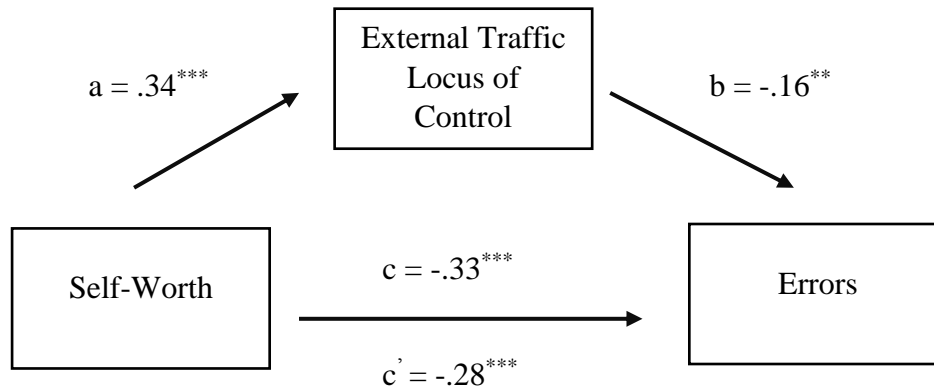 External Traffic
Locus of
Control
a = .34***
b = -.16**
Self-Worth
c = -.33***
Errors
c’ = -.28***